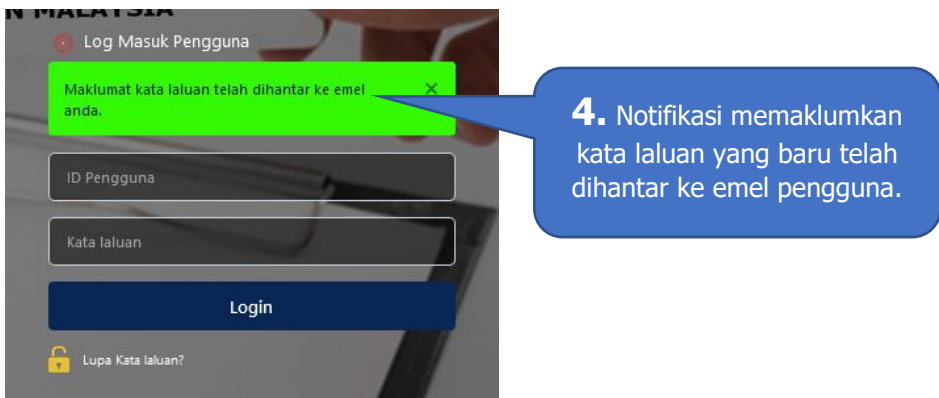 N MALAYSIA
Log Masuk Pengguna
Maklumat kata laluan telah dihantar ke emel
anda.
×
ID Pengguna
Kata laluan
Login
Lupa Kata laluan?
4. Notifikasi memaklumkan
kata laluan yang baru telah
dihantar ke emel pengguna.